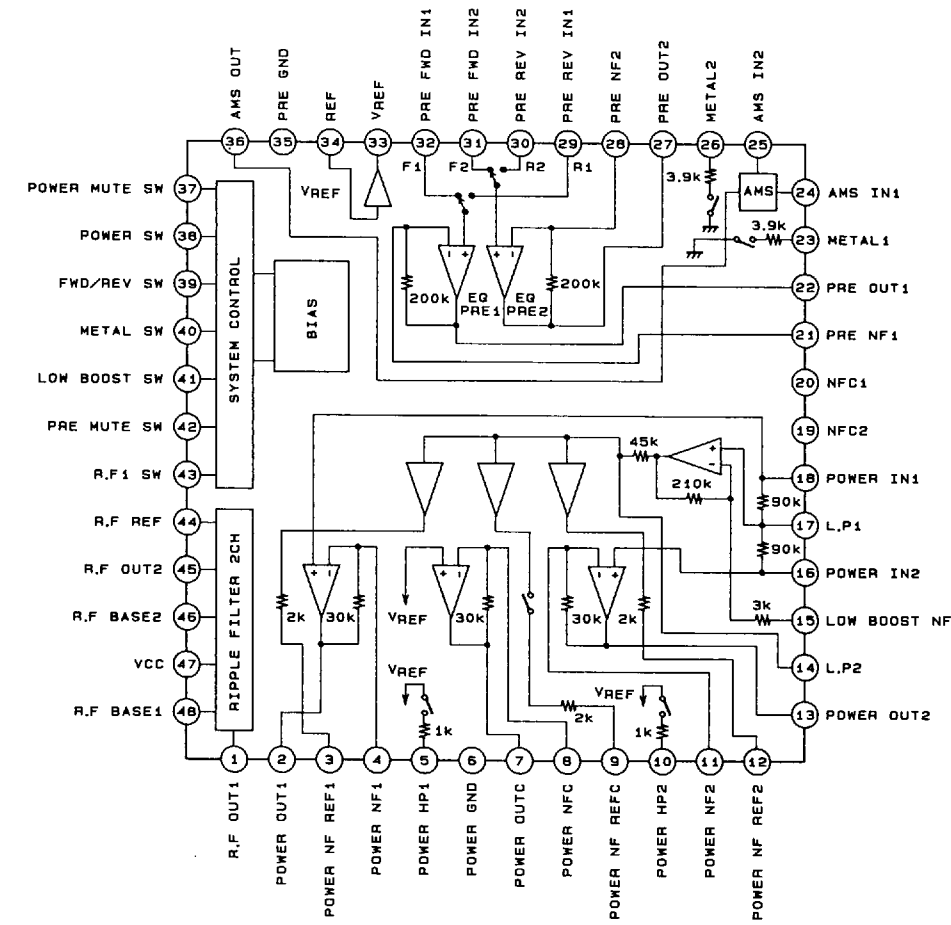 AMS OUT
PRE GND
REF
VREF
PRE FWD IN1
PRE FWD IN2
PRE REV IN2
PRE REV IN1
PRE NF2
PRE OUT2
METAL2
AMS IN2
36
35
34
33
32
31
30
29
28
27
26
25
F1
F2
R2
R1
VREF
3.9k
AMS
24 AMS IN1
3.9k
23 METAL1
22 PRE OUT1
21 PRE NF1
20 NFC1
19 NFC2
18 POWER IN1
17 L.P1
16 POWER IN2
15 LOW BOOST NF
14 L.P2
13 POWER OUT2
POWER MUTE SW 37
POWER SW 38
FWD/REV SW 39
METAL SW 40
LOW BOOST SW 41
PRE MUTE SW 42
R.F1 SW 43
R.F REF 44
R.F OUT2 45
R.F BASE2 46
VCC 47
R.F BASE1 48
SYSTEM CONTROL
BIAS
RIPPLE FILTER 2CH
- +
+ -
200k
EQ
PRE1
EQ
PRE2
200k
45k
+
-
210k
90k
90k
3k
+ -
+ -
- +
2k
30k
VREF
30k
30k
2k
VREF
1k
2k
VREF
1k
1
2
3
4
5
6
7
8
9
10
11
12
R.F OUT1
POWER OUT1
POWER NF REF1
POWER NF1
POWER HP1
POWER GND
POWER OUTC
POWER NFC
POWER NF REFC
POWER HP2
POWER NF2
POWER NF REF2